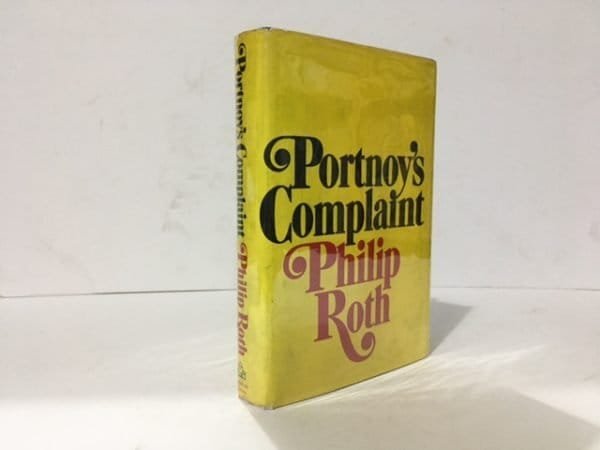 Portnoy's Complaint Philip Roth
Portnoy's
Complaint
Philip
Roth